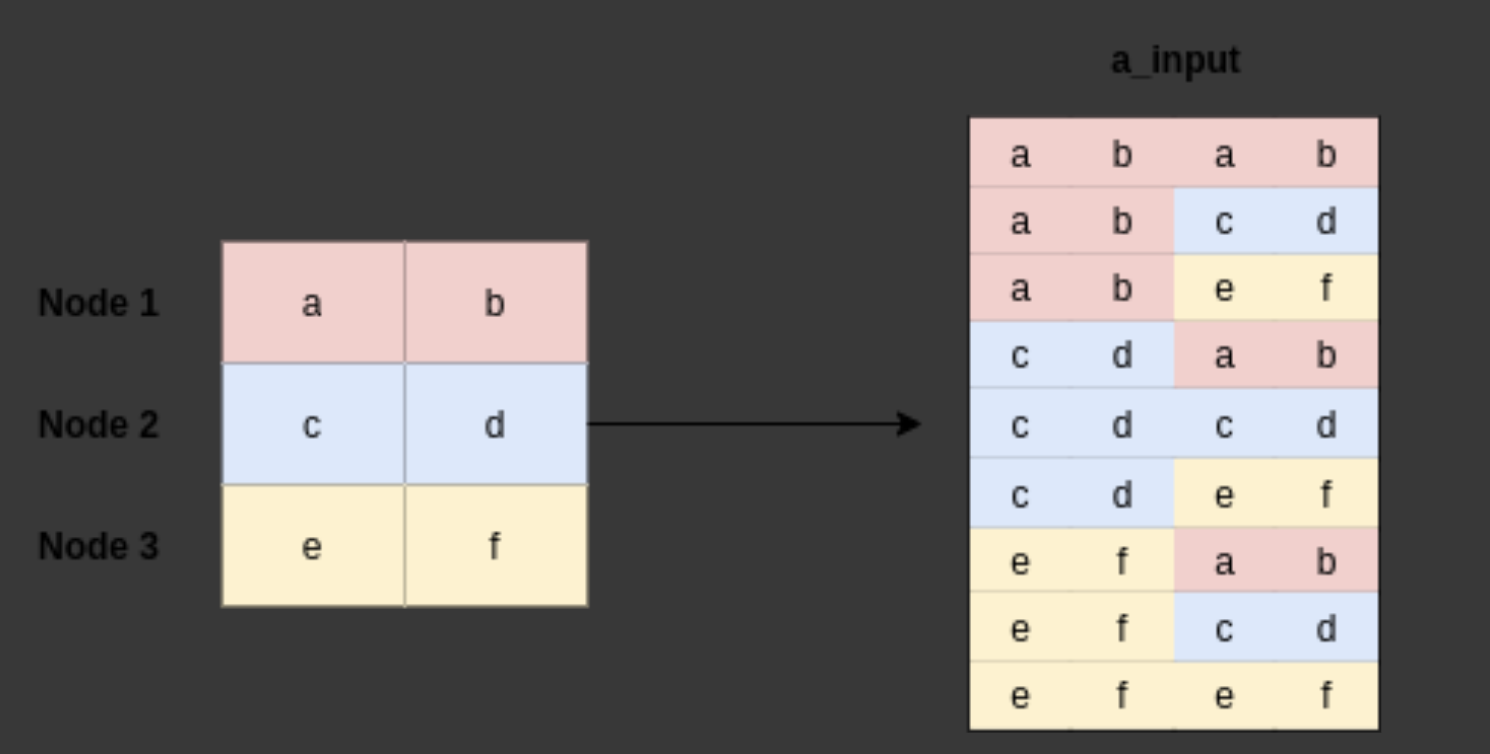 a_input
Node 1 a b
Node 2 c d
Node 3 e f
a b a b
a b c d
a b e f
c d a b
c d c d
c d e f
e f a b
e f c d
e f e f